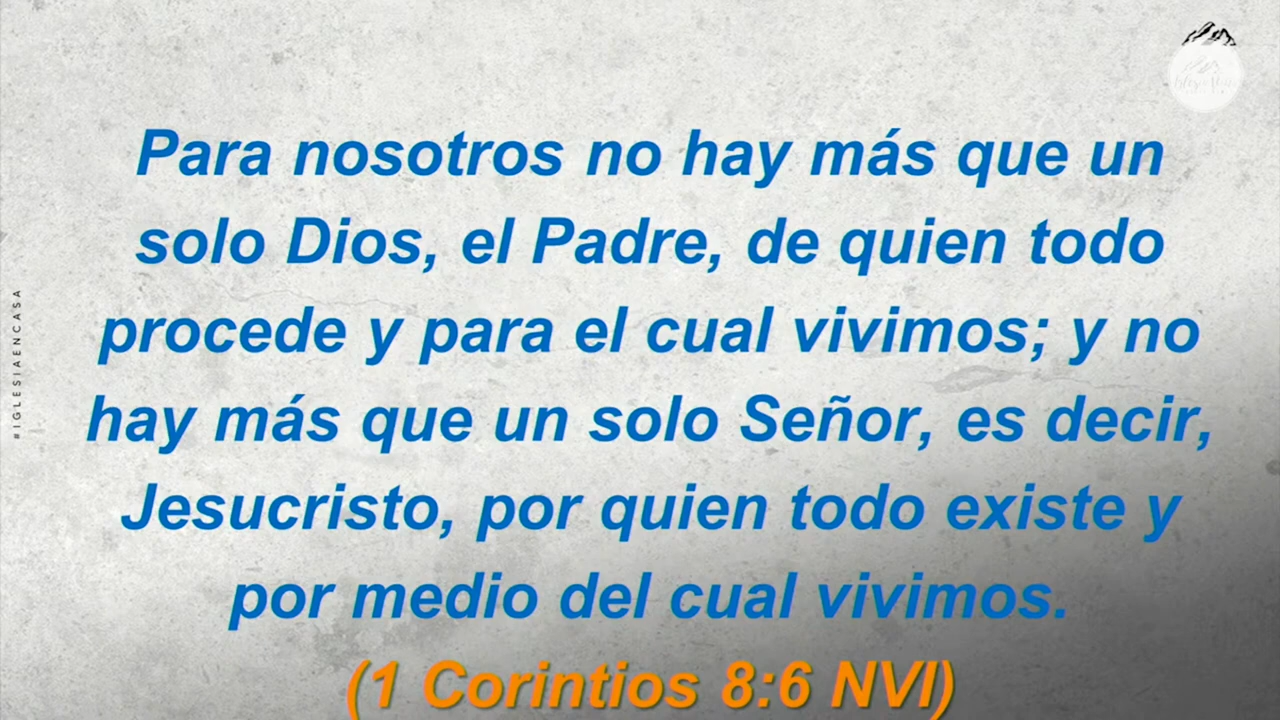 Para nosotros no hay más que un
solo Dios, el Padre, de quien todo
procede y para el cual vivimos; y no
hay más que un solo Señor, es decir,
Jesucristo, por quien todo existe y
por medio del cual vivimos.
(1 Corintios 8:6 NVI)
#IGLESIAENCASA